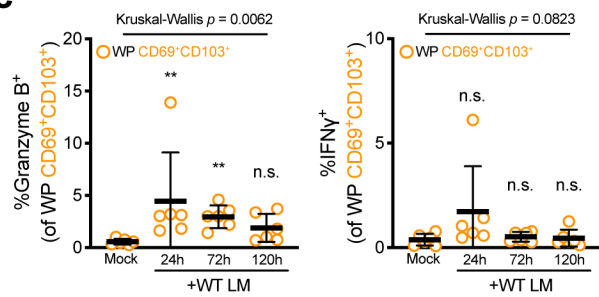 Kruskal-Wallis p = 0.0062
%Granzyme B⁺
(of WP CD69⁺CD103⁺)
20
15
10
5
0
WP CD69⁺CD103⁺
**
**
n.s.
Mock
24h
72h
120h
+WT LM
Kruskal-Wallis p = 0.0823
%IFNγ⁺
(of WP CD69⁺CD103⁺)
10
5
0
WP CD69⁺CD103⁺
n.s.
n.s.
n.s.
Mock
24h
72h
120h
+WT LM